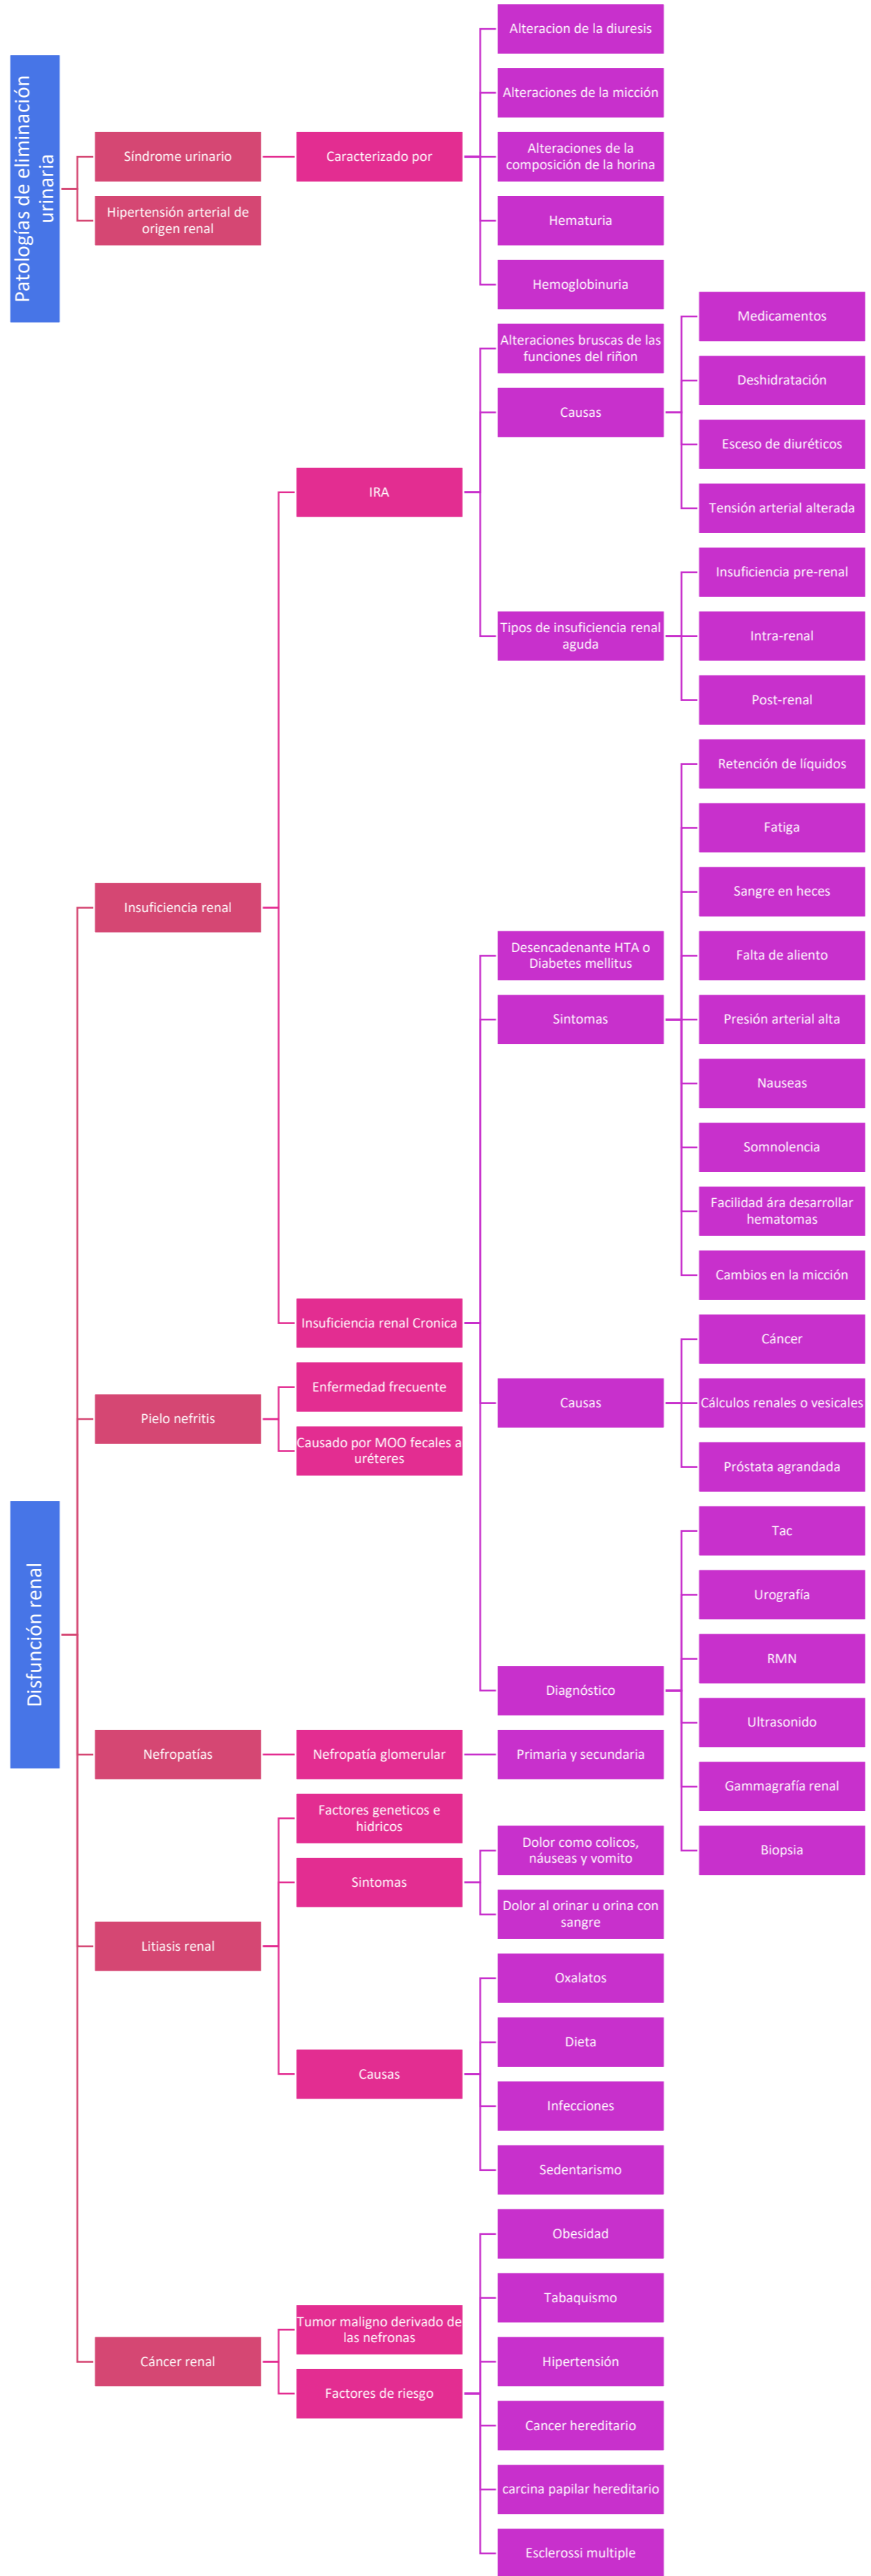 Patologías de eliminación
urinaria
Síndrome urinario
Caracterizado por
Alteracion de la diuresis
Alteraciones de la micción
Alteraciones de la
composición de la horina
Hematuria
Hemoglobinuria
Hipertensión arterial de
origen renal
Disfunción renal
Insuficiencia renal
IRA
Alteraciones bruscas de las
funciones del riñon
Causas
Medicamentos
Deshidratación
Esceso de diuréticos
Tensión arterial alterada
Tipos de insuficiencia renal
aguda
Insuficiencia pre-renal
Intra-renal
Post-renal
Insuficiencia renal Cronica
Desencadenante HTA o
Diabetes mellitus
Sintomas
Retención de líquidos
Fatiga
Sangre en heces
Falta de aliento
Presión arterial alta
Nauseas
Somnolencia
Facilidad ára desarrollar
hematomas
Cambios en la micción
Causas
Cáncer
Cálculos renales o vesicales
Próstata agrandada
Diagnóstico
Tac
Urografía
RMN
Ultrasonido
Gammagrafía renal
Biopsia
Pielo nefritis
Enfermedad frecuente
Causado por MOO fecales a
uréteres
Nefropatías
Nefropatía glomerular
Primaria y secundaria
Litiasis renal
Factores geneticos e
hidricos
Sintomas
Dolor como colicos,
náuseas y vomito
Dolor al orinar u orina con
sangre
Causas
Oxalatos
Dieta
Infecciones
Sedentarismo
Cáncer renal
Tumor maligno derivado de
las nefronas
Factores de riesgo
Obesidad
Tabaquismo
Hipertensión
Cancer hereditario
carcina papilar hereditario
Esclerossi multiple